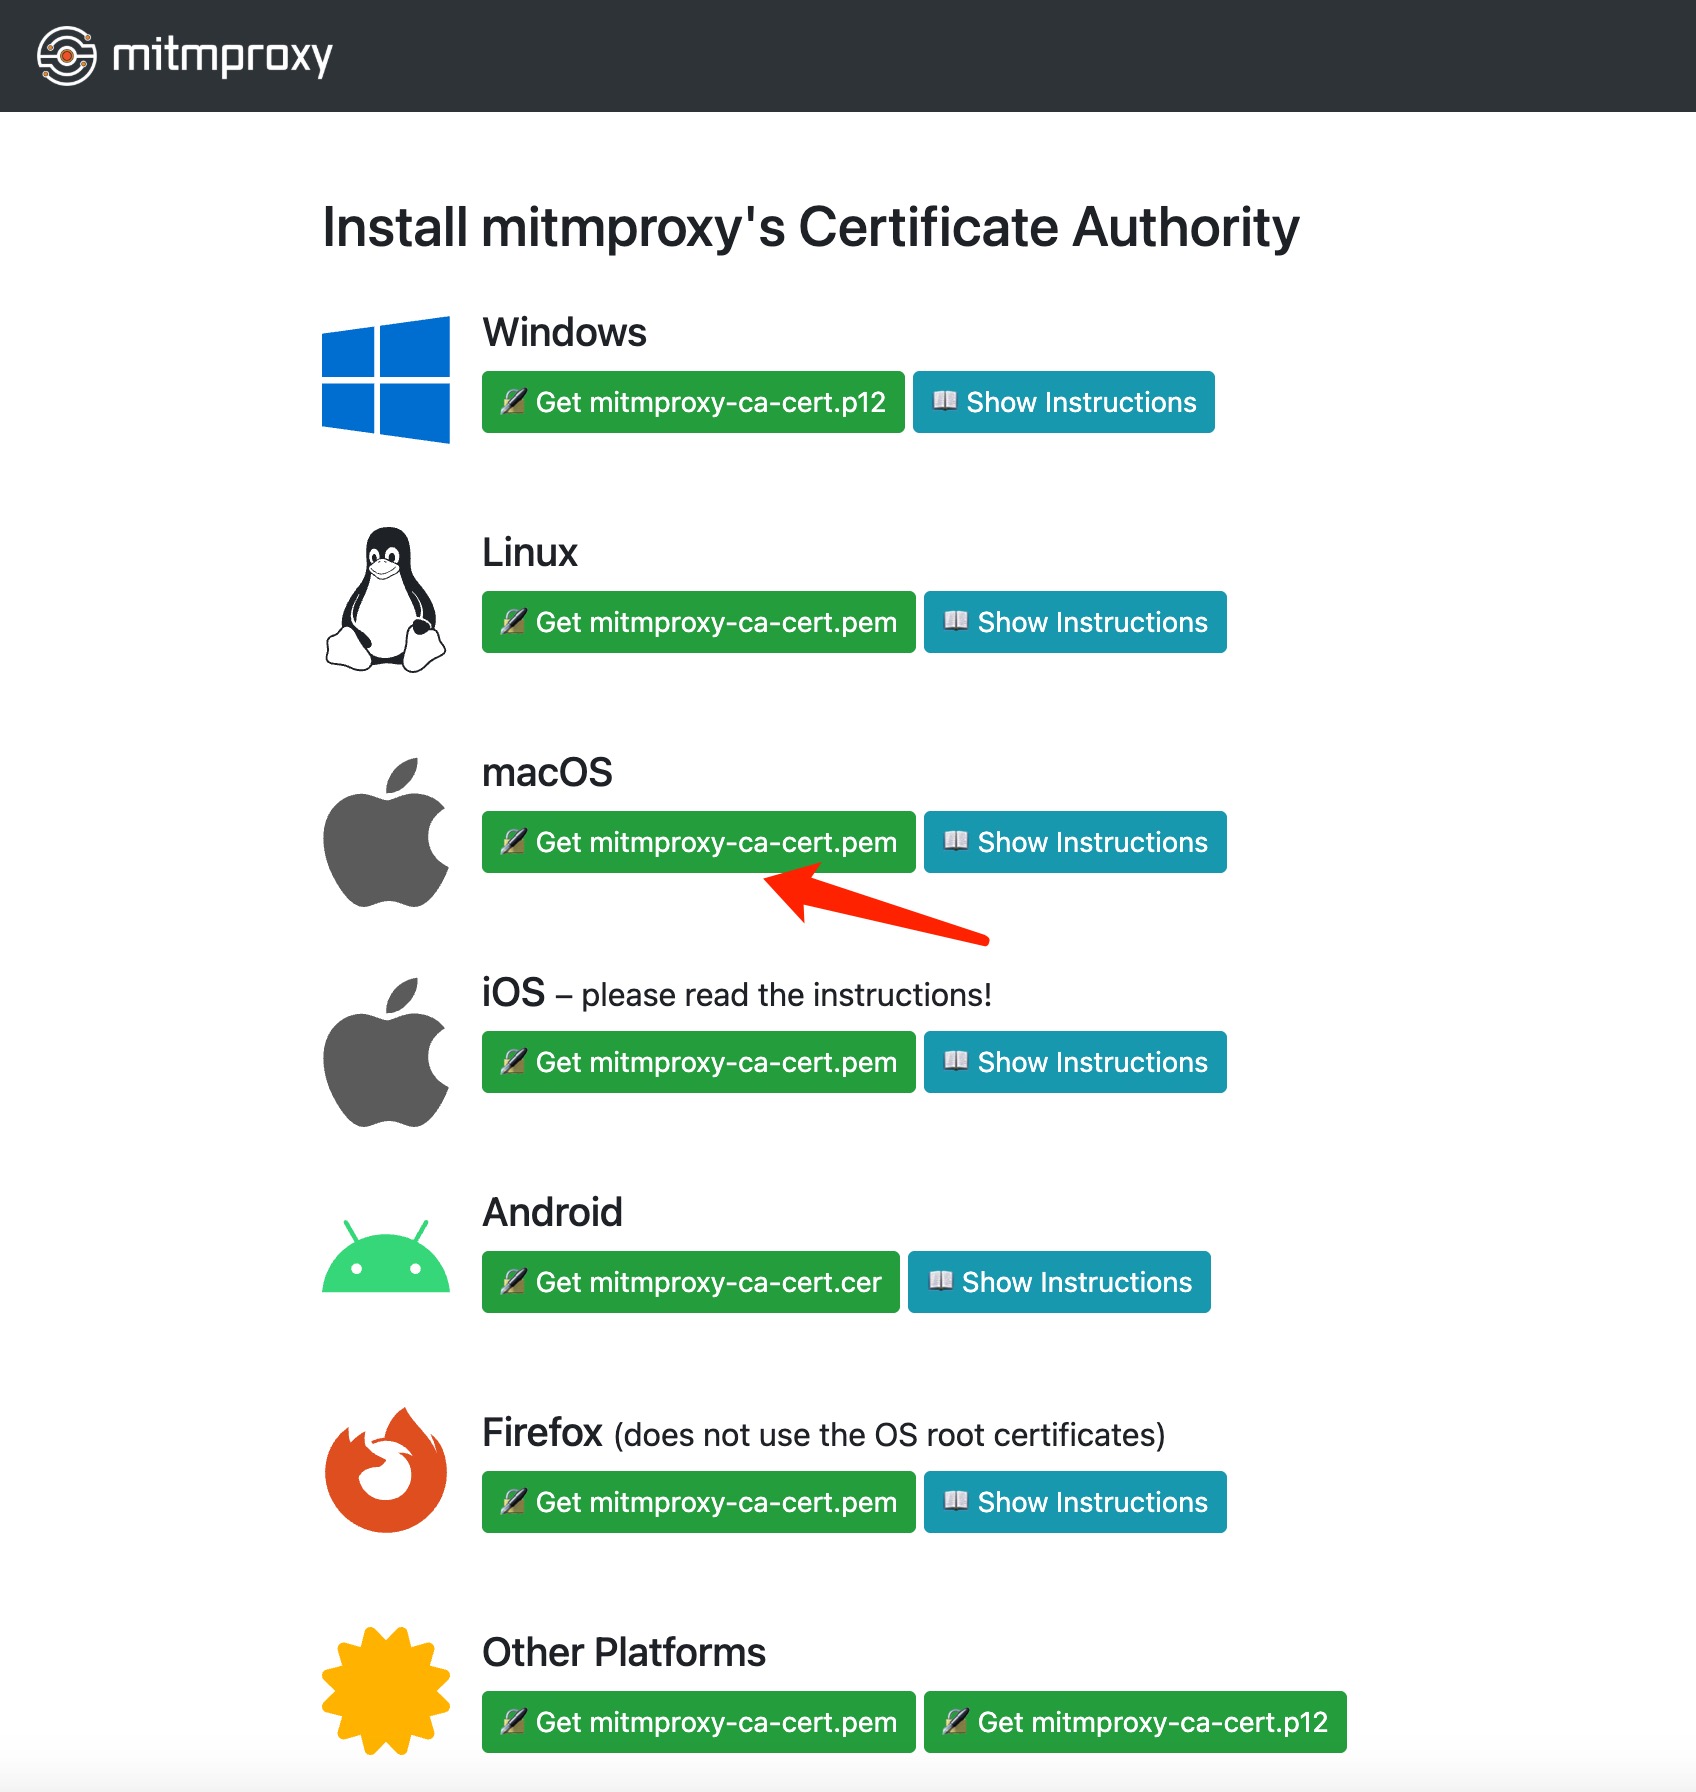 mitmproxy
Install mitmproxy's Certificate Authority
Windows
Get mitmproxy-ca-cert.p12 Show Instructions
Linux
Get mitmproxy-ca-cert.pem Show Instructions
macOS
Get mitmproxy-ca-cert.pem Show Instructions
iOS – please read the instructions!
Get mitmproxy-ca-cert.pem Show Instructions
Android
Get mitmproxy-ca-cert.cer Show Instructions
Firefox (does not use the OS root certificates)
Get mitmproxy-ca-cert.pem Show Instructions
Other Platforms
Get mitmproxy-ca-cert.pem Get mitmproxy-ca-cert.p12